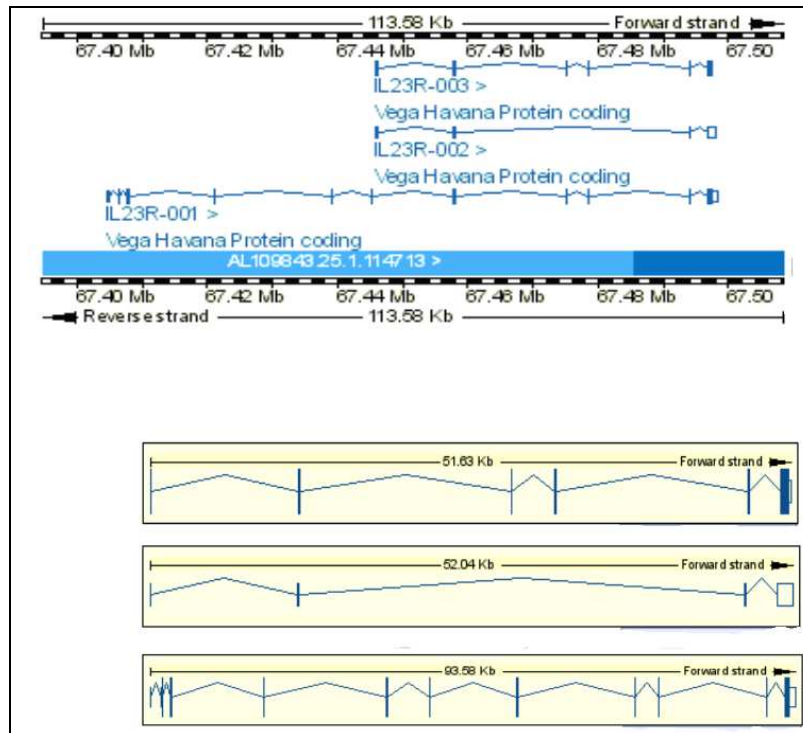 113.58 Kb Forward strand
67.40 Mb 67.42 Mb 67.44 Mb 67.46 Mb 67.48 Mb 67.50
IL23R-003 >
Vega Havana Protein coding
IL23R-002 >
Vega Havana Protein coding
IL23R-001 >
Vega Havana Protein coding
AL109843.25.1.114713 >
67.40 Mb 67.42 Mb 67.44 Mb 67.46 Mb 67.48 Mb 67.50
Reverse strand 113.58 Kb
51.63 Kb Forward strand
52.04 Kb Forward strand
93.58 Kb Forward strand